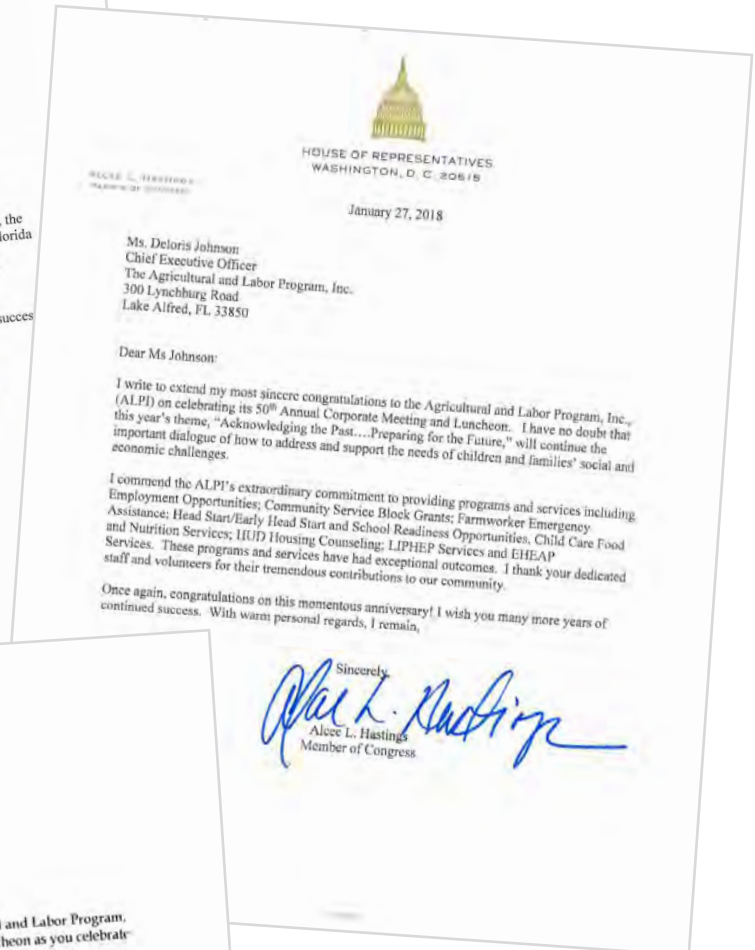 , the
lorida
succes
HOUSE OF REPRESENTATIVES
WASHINGTON, D. C. 20515
ALCEE L. HASTINGS
MEMBER OF CONGRESS
January 27, 2018
Ms. Deloris Johnson
Chief Executive Officer
The Agricultural and Labor Program, Inc.
300 Lynchburg Road
Lake Alfred, FL 33850
Dear Ms Johnson:
I write to extend my most sincere congratulations to the Agricultural and Labor Program, Inc.,
(ALPI) on celebrating its 50th Annual Corporate Meeting and Luncheon. I have no doubt that
this year's theme, "Acknowledging the Past....Preparing for the Future," will continue the
important dialogue of how to address and support the needs of children and families' social and
economic challenges.
I commend the ALPI's extraordinary commitment to providing programs and services including
Employment Opportunities; Community Service Block Grants; Farmworker Emergency
Assistance; Head Start/Early Head Start and School Readiness Opportunities, Child Care Food
and Nutrition Services; HUD Housing Counseling; LIPHEP Services and EHEAP
Services. These programs and services have had exceptional outcomes. I thank your dedicated
staff and volunteers for their tremendous contributions to our community.
Once again, congratulations on this momentous anniversary! I wish you many more years of
continued success. With warm personal regards, I remain,
Sincerely,
Alcee L. Hastings
Alcee L. Hastings
Member of Congress
l and Labor Program,
heon as you celebrate